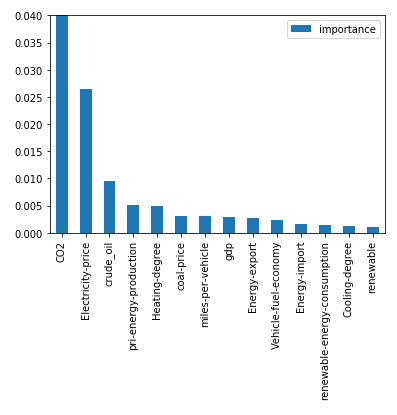 0.040
0.035
0.030
0.025
0.020
0.015
0.010
0.005
0.000
importance
CO2
Electricity-price
crude_oil
pri-energy-production
Heating-degree
coal-price
miles-per-vehicle
gdp
Energy-export
Vehicle-fuel-economy
Energy-import
renewable-energy-consumption
Cooling-degree
renewable